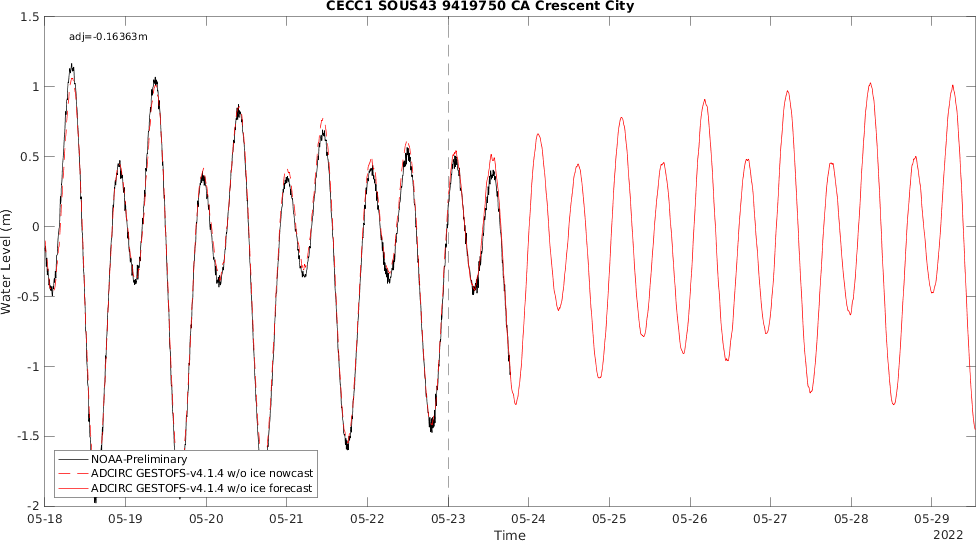 CECC1 SOUS43 9419750 CA Crescent City
adj=-0.16363m
1.5
1
0.5
0
-0.5
-1
-1.5
-2
Water Level (m)
NOAA-Preliminary
ADCIRC GESTOFS-v4.1.4 w/o ice nowcast
ADCIRC GESTOFS-v4.1.4 w/o ice forecast
05-18 05-19 05-20 05-21 05-22 05-23 05-24 05-25 05-26 05-27 05-28 05-29
Time
2022